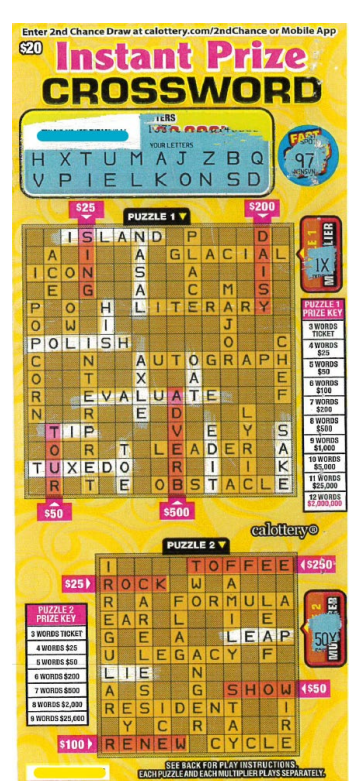 Enter 2nd Chance Draw at calottery.com/2ndChance or Mobile App
$20
Instant Prize
CROSSWORD
YOUR LETTERS
H X T U M A J Z B Q
V P I E L K O N S D
FAST
97
$25
PUZZLE 1
$200
1X
ISLAND
GLACIAL
ICON
LITERARY
POLISH
AUTOGRAPH
EVALUATE
TIP
LEADER
TUXEDO
OBSTACLE
PUZZLE 1
PRIZE KEY
3 WORDS
TICKET
4 WORDS
$25
5 WORDS
$50
6 WORDS
$100
7 WORDS
$200
8 WORDS
$500
9 WORDS
$1,000
10 WORDS
$5,000
11 WORDS
$25,000
12 WORDS
$2,000,000
$50
$500
calottery®
PUZZLE 2
TOFFEE
$250
$25
ROCK
FORMULA
EARL
LEAP
LEGACY
LIE
SHOW
$50
RESIDENT
$100
RENEW
CYCLE
50X
PUZZLE 2
PRIZE KEY
3 WORDS TICKET
4 WORDS $25
5 WORDS $50
6 WORDS $200
7 WORDS $500
8 WORDS $2,000
9 WORDS $25,000
SEE BACK FOR PLAY INSTRUCTIONS.
EACH PUZZLE AND EACH MULTIPLIER PLAYS SEPARATELY.